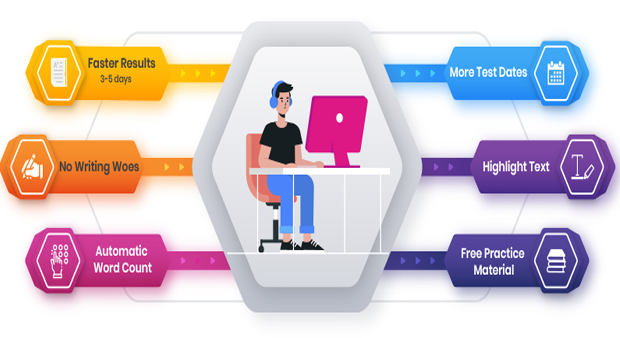 Faster Results
3-5 days
More Test Dates
No Writing Woes
Highlight Text
Automatic
Word Count
Free Practice
Material